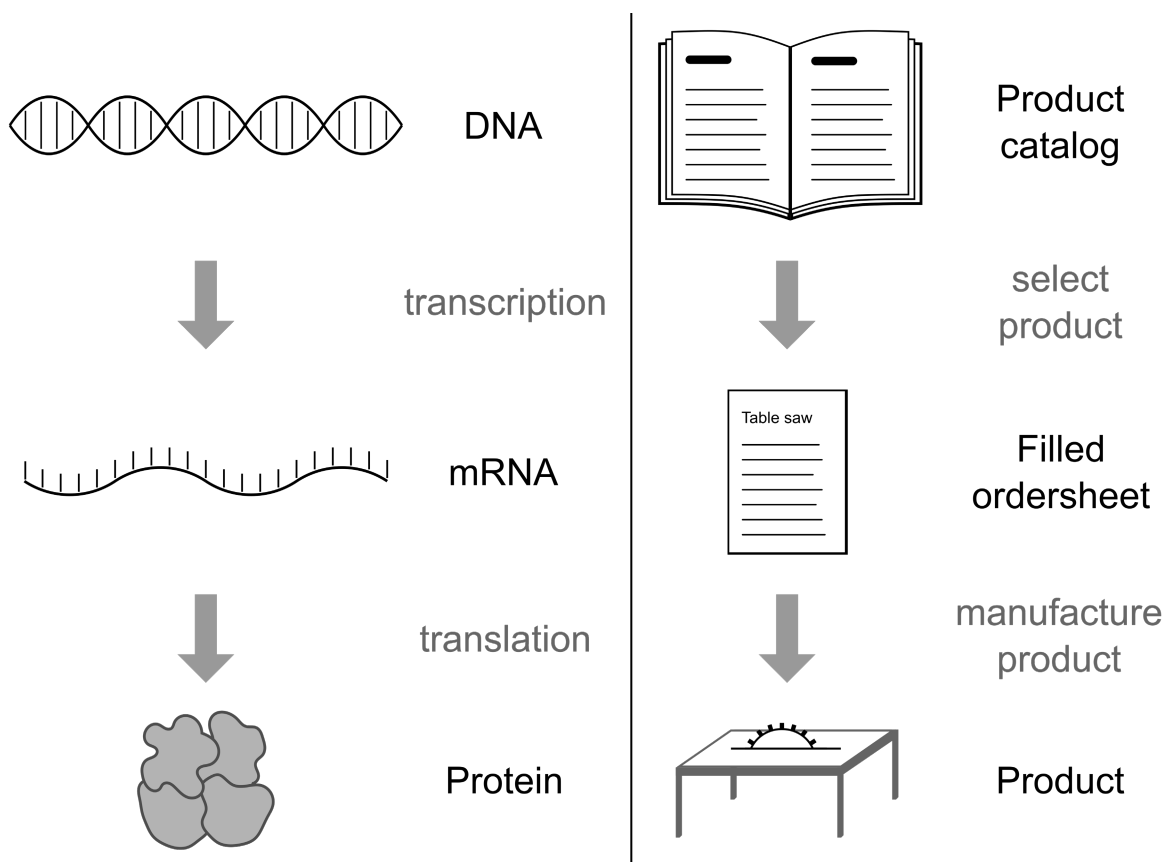 DNA
transcription
mRNA
translation
Protein
Product
catalog
select
product
Table saw
Filled
ordersheet
manufacture
product
Product